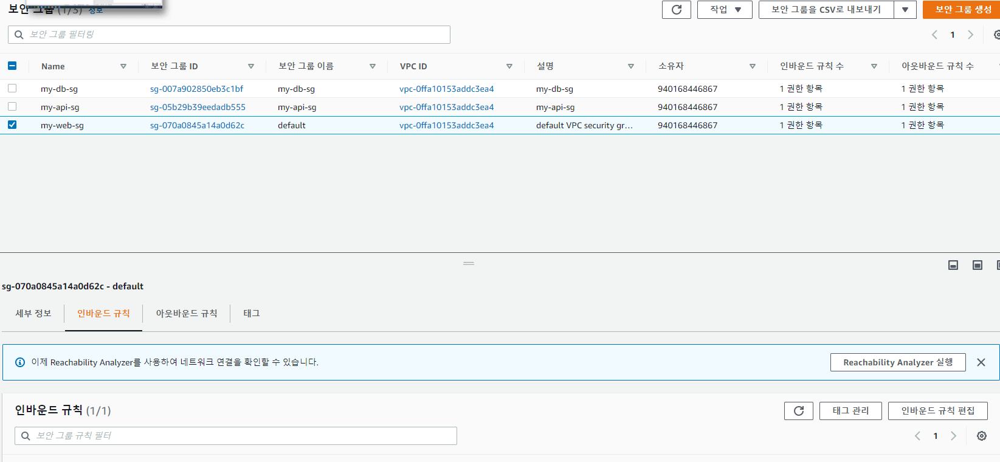 보안 그룹 (1/3) 정보
작업
보안 그룹을 CSV로 내보내기
보안 그룹 생성
보안 그룹 필터링
1
Name 보안 그룹 ID 보안 그룹 이름 VPC ID 설명 소유자 인바운드 규칙 수 아웃바운드 규칙 수
my-db-sg sg-007a902850eb3c1bf my-db-sg vpc-0ffa10153addc3ea4 my-db-sg 940168446867 1 권한 항목 1 권한 항목
my-api-sg sg-05b29b39eedadb555 my-api-sg vpc-0ffa10153addc3ea4 my-api-sg 940168446867 1 권한 항목 1 권한 항목
my-web-sg sg-070a0845a14a0d62c default vpc-0ffa10153addc3ea4 default VPC security gr... 940168446867 1 권한 항목 1 권한 항목
sg-070a0845a14a0d62c - default
세부 정보 인바운드 규칙 아웃바운드 규칙 태그
이제 Reachability Analyzer를 사용하여 네트워크 연결을 확인할 수 있습니다.
Reachability Analyzer 실행
인바운드 규칙 (1/1)
태그 관리
인바운드 규칙 편집
보안 그룹 규칙 필터
1